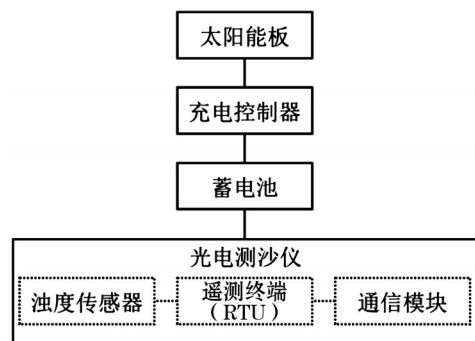 太阳能板
充电控制器
蓄电池
光电测沙仪
浊度传感器
遥测终端
（RTU）
通信模块